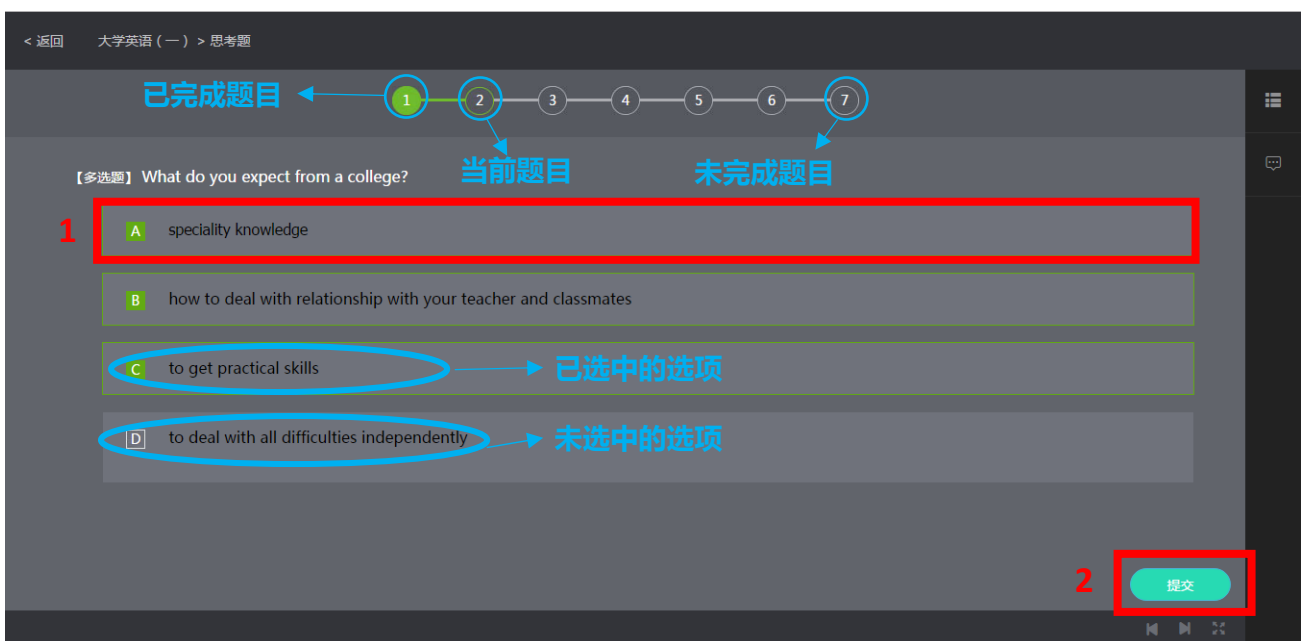 < 返回 大学英语（一）> 思考题
已完成题目
1 2 3 4 5 6 7
当前题目
未完成题目
【多选题】What do you expect from a college?
1
A speciality knowledge
B how to deal with relationship with your teacher and classmates
C to get practical skills
已选中的选项
D to deal with all difficulties independently
未选中的选项
2
提交